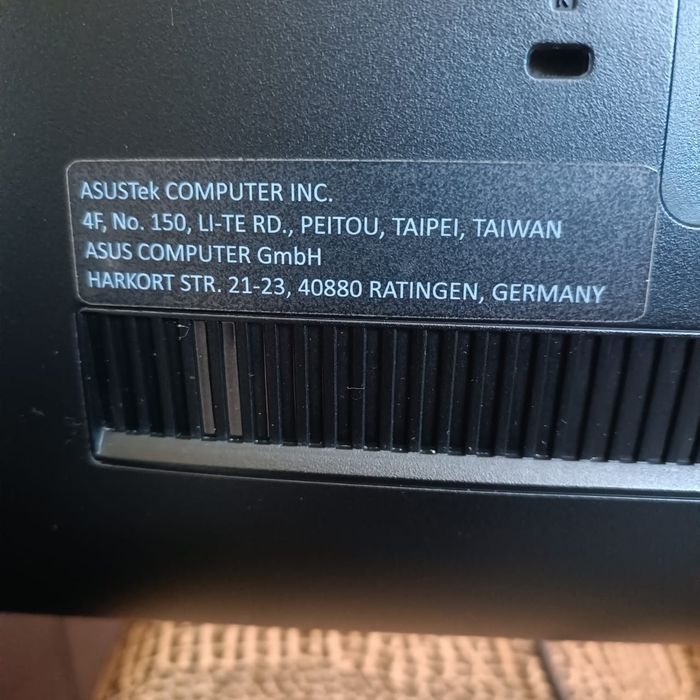 ASUSTek COMPUTER INC.
4F, No. 150, LI-TE RD., PEITOU, TAIPEI, TAIWAN
ASUS COMPUTER GmbH
HARKORT STR. 21-23, 40880 RATINGEN, GERMANY